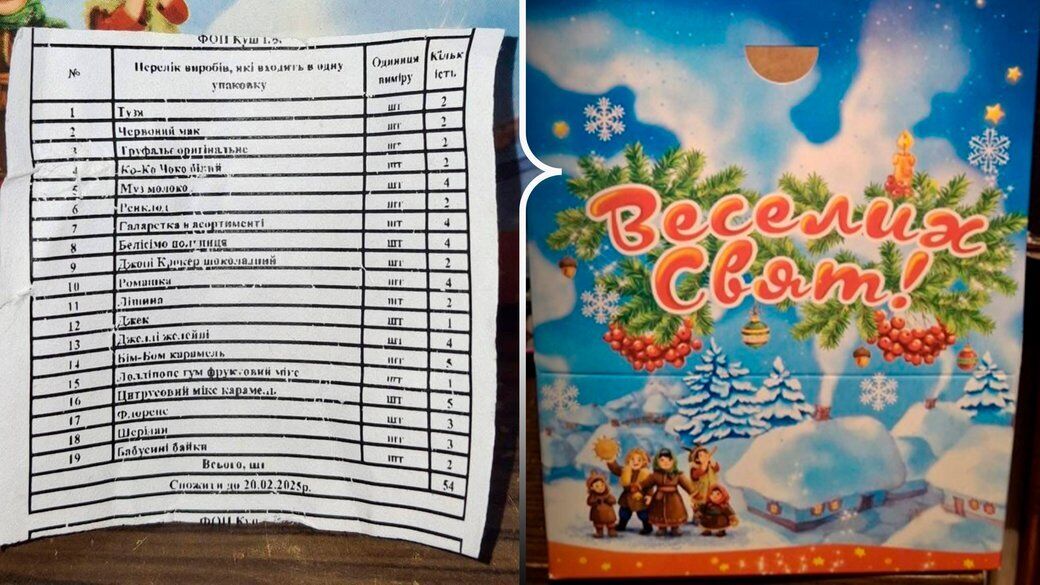 ФОП Куш
№ Перелік виробів, які входять в одну упаковку Одиниця виміру Кільк ість.
1 Тузя шт 2
2 Червоний мак шт 2
3 Труфальє оригінальне шт 2
4 Ко-Ко Чоко білий шт 2
5 Муз молоко шт 4
6 Ренклод шт 2
7 Галаретка в асортименті шт 4
8 Белісімо полуниця шт 4
9 Джоні Крокер шоколадний шт 2
10 Ромашка шт 4
11 Ліщина шт 2
12 Джек шт 1
13 Джеллі желейні шт 4
14 Бім-Бом карамель шт 5
15 Лолліпопс гум фруктовий мікс шт 1
16 Цитрусовий мікс карамель шт 5
17 Флоренс шт 3
18 Шерілан шт 3
19 Бабусині байки шт 2
Всього, шт 54
Спожити до 20.02.2025р.
ФОП Куш
Веселих
Свят!